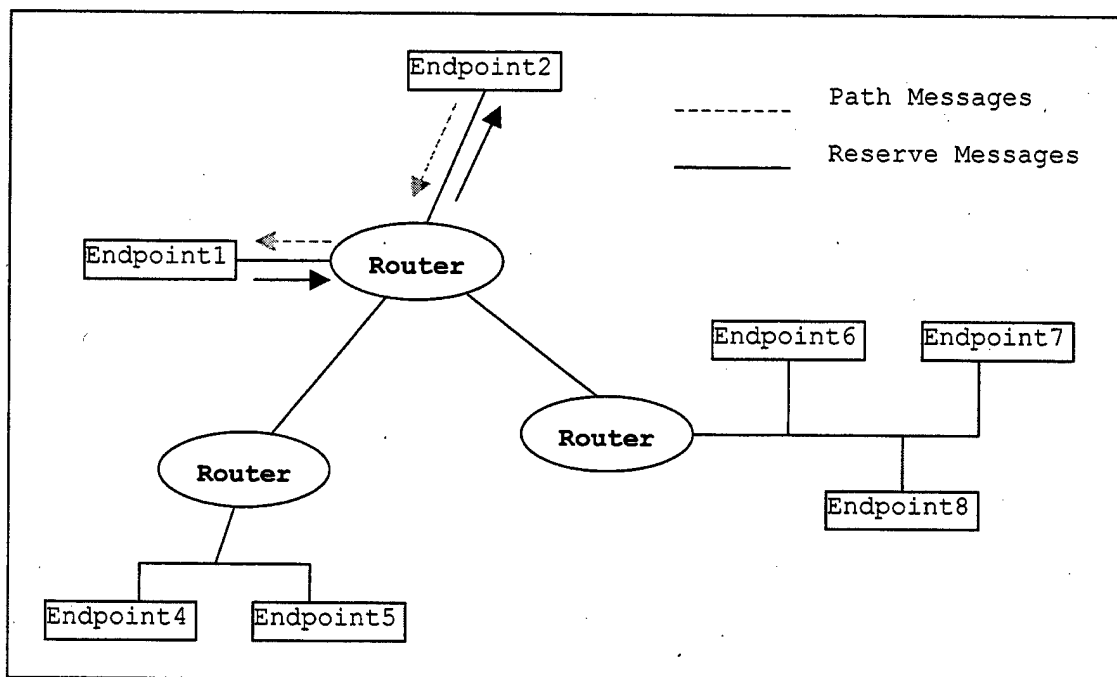 Endpoint2
Path Messages
Reserve Messages
Endpoint1
Router
Endpoint6
Endpoint7
Router
Router
Endpoint8
Endpoint4
Endpoint5